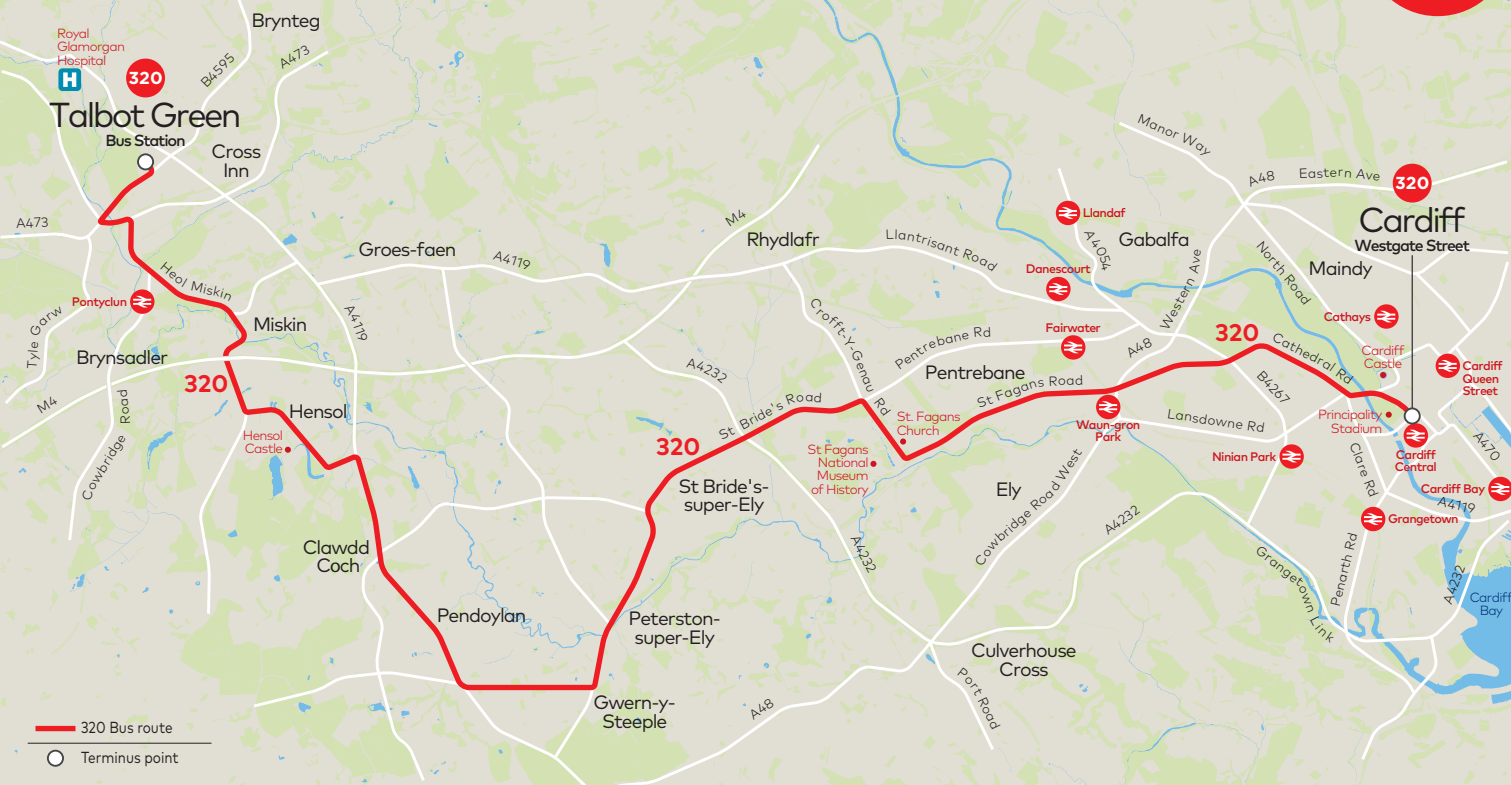 Brynteg
Royal
Glamorgan
Hospital
H
320
B4595
A473
Talbot Green
Bus Station
Cross
Inn
A473
Heol Miskin
Pontyclun
Tyle Garw
Miskin
Brynsadler
320
M4
Cowbridge Road
Hensol
Hensol
Castle
Groes-faen
A4119
A4119
M4
Rhydlafr
Llantrisant Road
A4232
Crofft-Y-Genau Rd
Pentrebane Rd
Pentrebane
St Fagans Road
St. Bride's Road
320
St Bride's-
super-Ely
St. Fagans
Church
St Fagans
National
Museum
of History
Clawdd
Coch
Pendoylan
Peterston-
super-Ely
Gwern-y-
Steeple
A48
A4232
Ely
Cowbridge Road West
A4232
Culverhouse
Cross
Port Road
Manor Way
A48
Eastern Ave
320
Cardiff
Westgate Street
Llandaf
A4054
Gabalfa
Danescourt
Western Ave
North Road
Maindy
Fairwater
A48
320
Cathedral Rd
Cathays
Cardiff
Castle
Cardiff
Queen
Street
B4267
Waun-gron
Park
Lansdowne Rd
Ninian Park
Principality
Stadium
Cardiff
Central
Clare Rd
A470
Cardiff Bay
A4119
Grangetown
Penarth Rd
Grangetown Link
A4232
Cardiff
Bay
320 Bus route
Terminus point